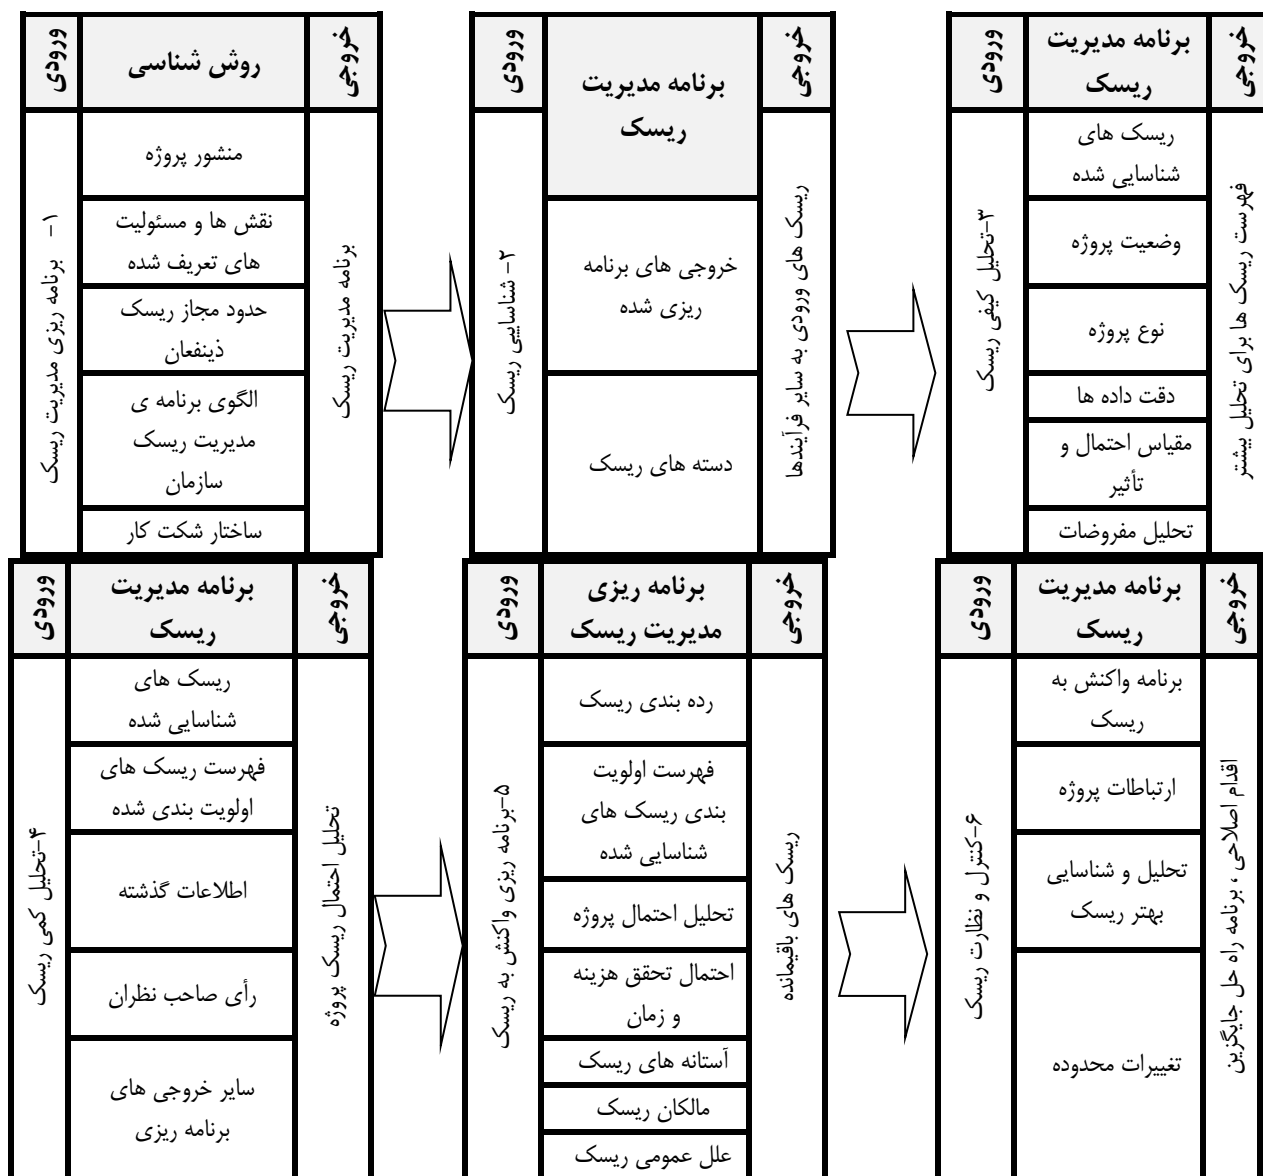 ورودی
روش شناسی
خروجی
۱- برنامه ریزی مدیریت ریسک
منشور پروژه
نقش ها و مسئولیت
های تعریف شده
حدود مجاز ریسک
ذینفعان
الگوی برنامه ی
مدیریت ریسک
سازمان
ساختار شکت کار
برنامه مدیریت ریسک
ورودی
برنامه مدیریت
ریسک
خروجی
۲- شناساییی ریسک
خروجی های برنامه
ریزی شده
دسته های ریسک
ریسک های ورودی به سایر فرآیندها
ورودی
برنامه مدیریت
ریسک
خروجی
۳-تحلیل کیفی ریسک
ریسک های
شناسایی شده
وضعیت پروژه
نوع پروژه
دقت داده ها
مقیاس احتمال و
تأثیر
تحلیل مفروضات
فهرست ریسک ها برای تحلیل بیشتر
ورودی
برنامه مدیریت
ریسک
خروجی
۴-تحلیل کمی ریسک
ریسک های
شناسایی شده
فهرست ریسک های
اولویت بندی شده
اطلاعات گذشته
رأی صاحب نظران
سایر خروجی های
برنامه ریزی
تحلیل احتمال ریسک پروژه
ورودی
برنامه ریزی
مدیریت ریسک
خروجی
۵-برنامه ریزی واکنش به ریسک
رده بندی ریسک
فهرست اولویت
بندی ریسک های
شناسایی شده
تحلیل احتمال پروژه
احتمال تحقق هزینه
و زمان
آستانه های ریسک
مالکان ریسک
علل عمومی ریسک
ریسک های باقیمانده
ورودی
برنامه مدیریت
ریسک
خروجی
۶-کنترل و نظارت ریسک
برنامه واکنش به
ریسک
ارتباطات پروژه
تحلیل و شناسایی
بهتر ریسک
تغییرات محدوده
اقدام اصلاحی ، برنامه راه حل جایگزین